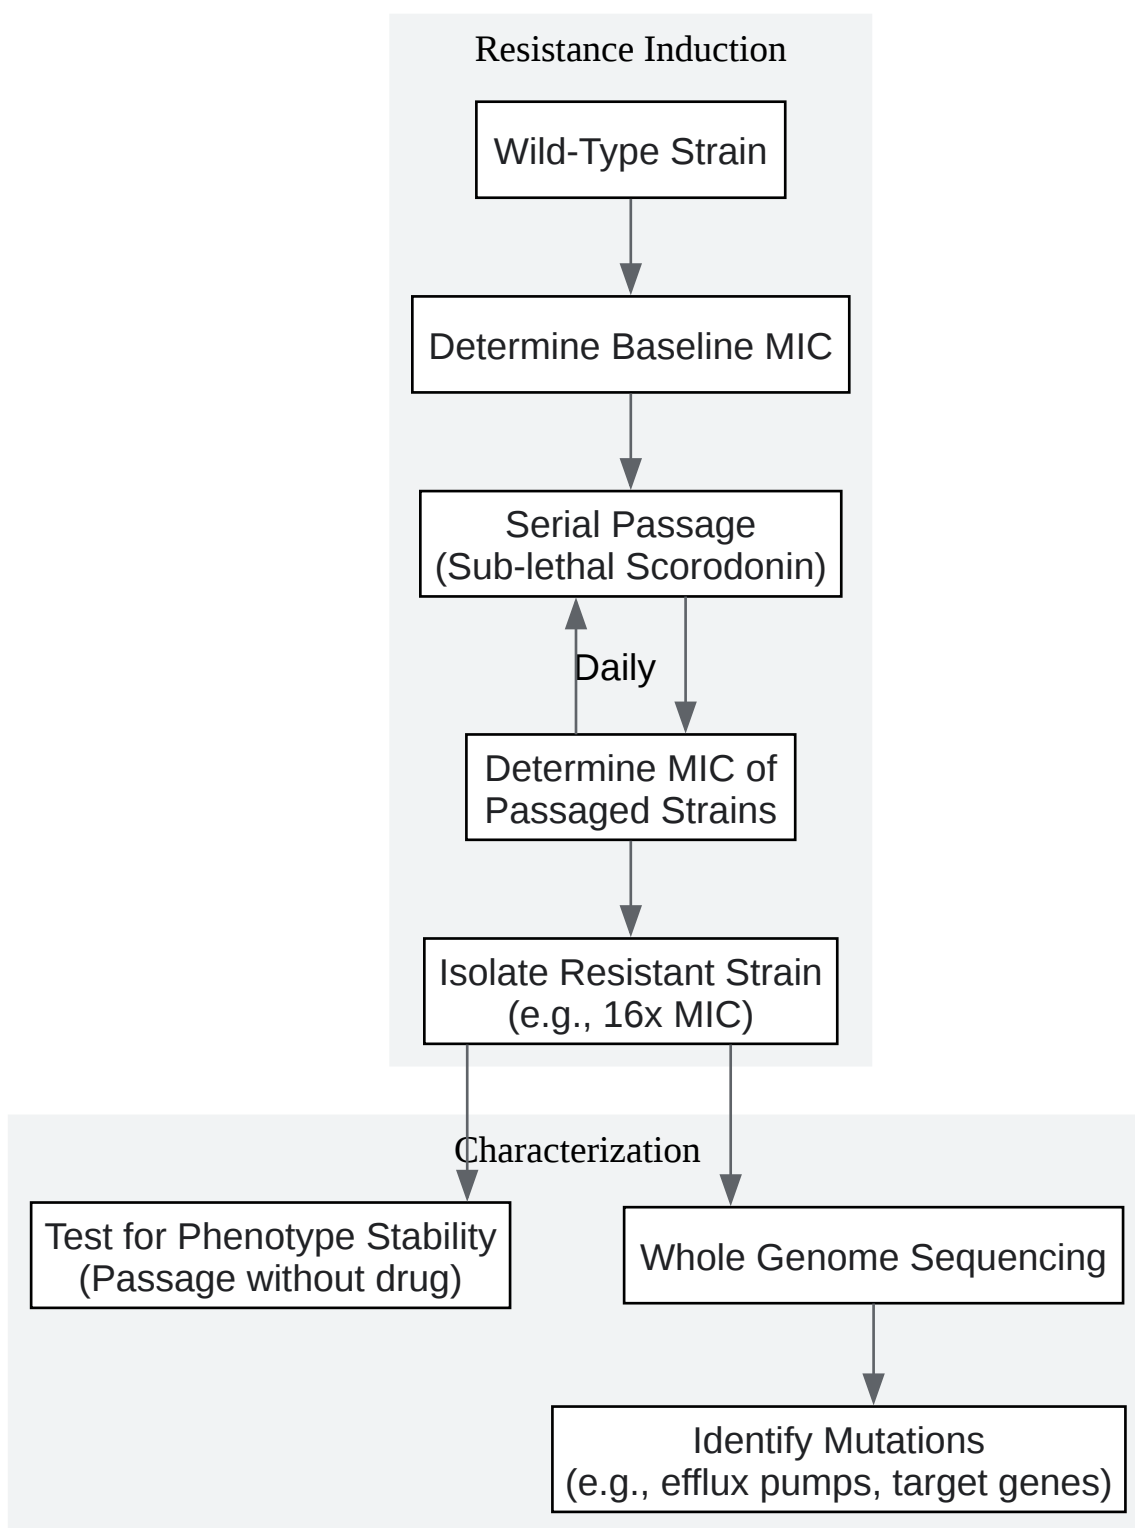 Resistance Induction
Wild-Type Strain
Determine Baseline MIC
Serial Passage
(Sub-lethal Scorodonin)
Daily
Determine MIC of
Passaged Strains
Isolate Resistant Strain
(e.g., 16x MIC)
Characterization
Test for Phenotype Stability
(Passage without drug)
Whole Genome Sequencing
Identify Mutations
(e.g., efflux pumps, target genes)